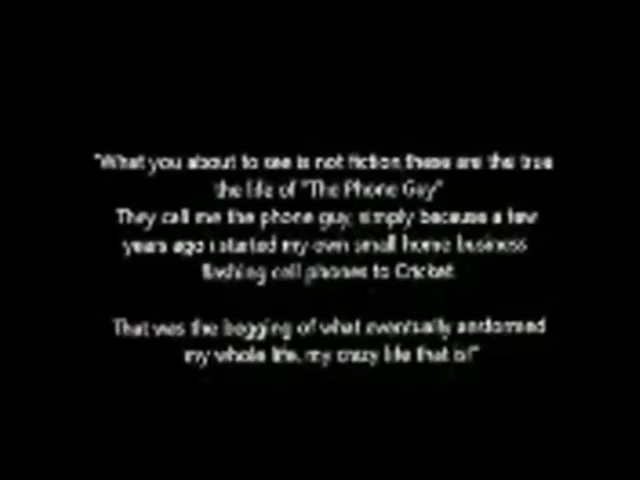 "What you about to see is not fiction these are the true
the life of "The Phone Guy"
They call me the phone guy, simply because a few
years ago i started my own small home business
flashing cell phones to Cricket
That was the begging of what eventually
my whole life, my crazy life that is!"